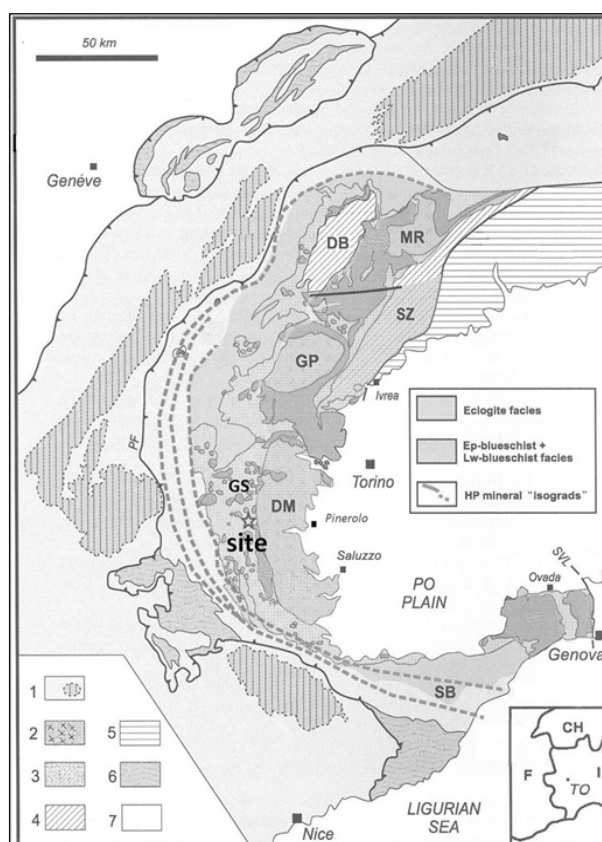 50 km
Genéve
DB
MR
SZ
GP
Ivrea
Eclogite facies
Ep-blueschist +
Lw-blueschist facies
HP mineral "isograds"
PF
Torino
GS
DM
Pinerolo
site
Saluzzo
PO
PLAIN
SVL
Ovada
Genova
SB
1
2
3
4
5
6
7
Nice
LIGURIAN
SEA
CH
F
I
TO